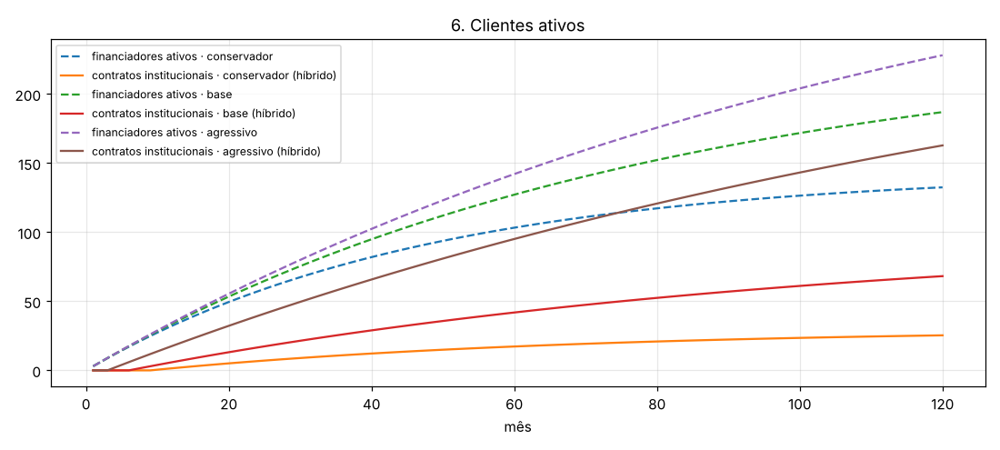 6. Clientes ativos
financiadores ativos · conservador
contratos institucionais · conservador (híbrido)
financiadores ativos · base
contratos institucionais · base (híbrido)
financiadores ativos · agressivo
contratos institucionais · agressivo (híbrido)
200
150
100
50
0
0 20 40 60 80 100 120
mês